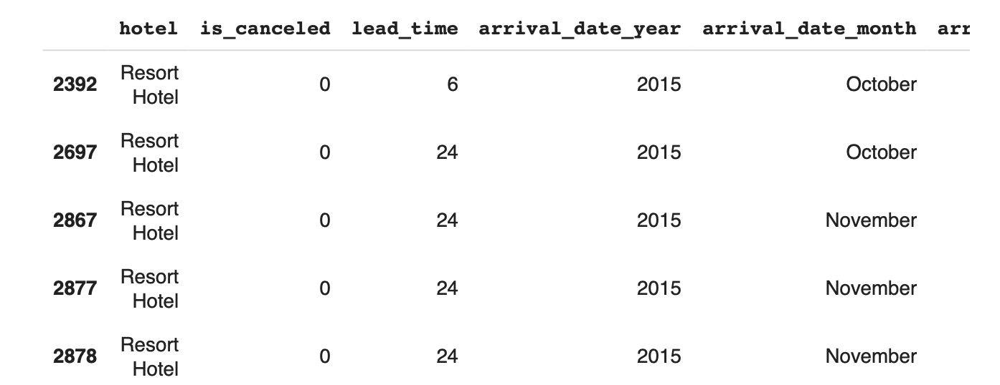 hotel is_canceled lead_time arrival_date_year arrival_date_month arr
Resort
2392 0 6 2015 October
Hotel
Resort
2697 0 24 2015 October
Hotel
Resort
2867 0 24 2015 November
Hotel
Resort
2877 0 24 2015 November
Hotel
Resort
2878 0 24 2015 November
Hotel